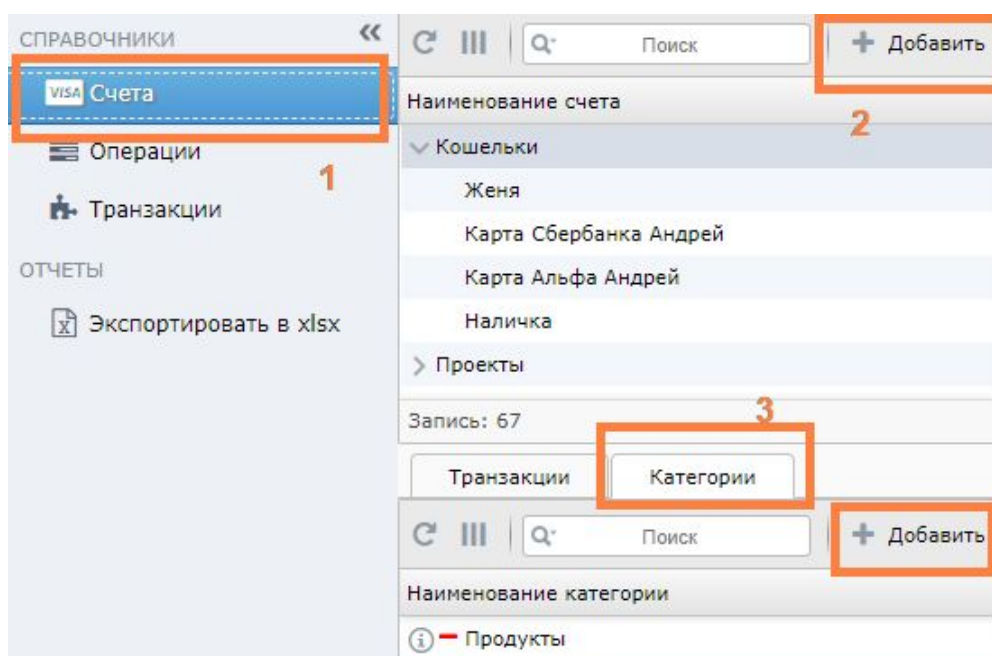 СПРАВОЧНИКИ
VISA Счета
1
Операции
Транзакции
ОТЧЕТЫ
Экспортировать в xlsx
Поиск
Добавить
2
Наименование счета
Кошельки
Женя
Карта Сбербанка Андрей
Карта Альфа Андрей
Наличка
Проекты
Запись: 67
3
Транзакции Категории
Поиск
Добавить
Наименование категории
Продукты